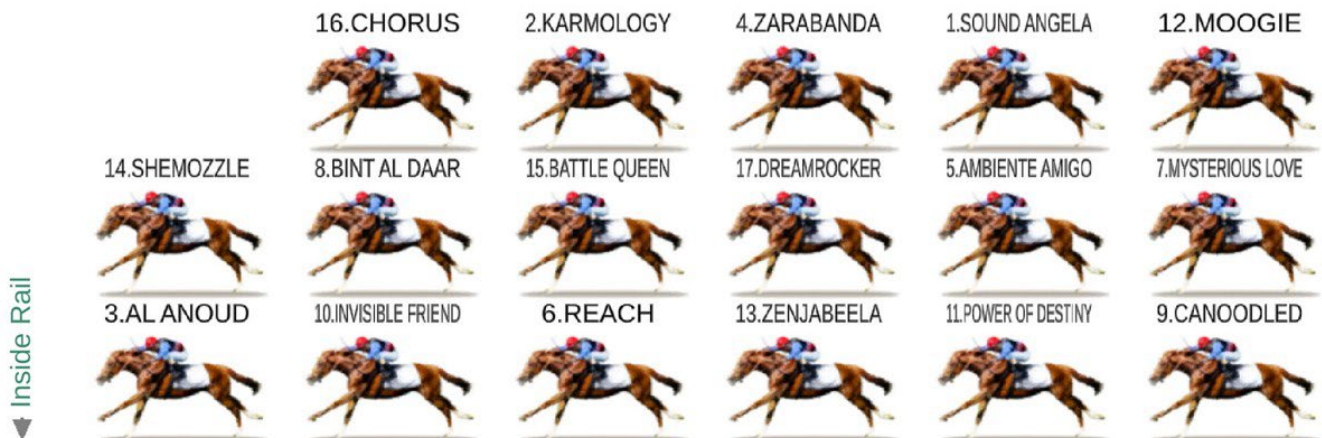 16.CHORUS 2.KARMOLOGY 4.ZARABANDA 1.SOUND ANGELA 12.MOOGIE
14.SHEMOZZLE 8.BINT AL DAAR 15.BATTLE QUEEN 17.DREAMROCKER 5.AMBIENTE AMIGO 7.MYSTERIOUS LOVE
3.AL ANOUD 10.INVISIBLE FRIEND 6.REACH 13.ZENJABEELA 11.POWER OF DESTINY 9.CANOODLED
Inside Rail